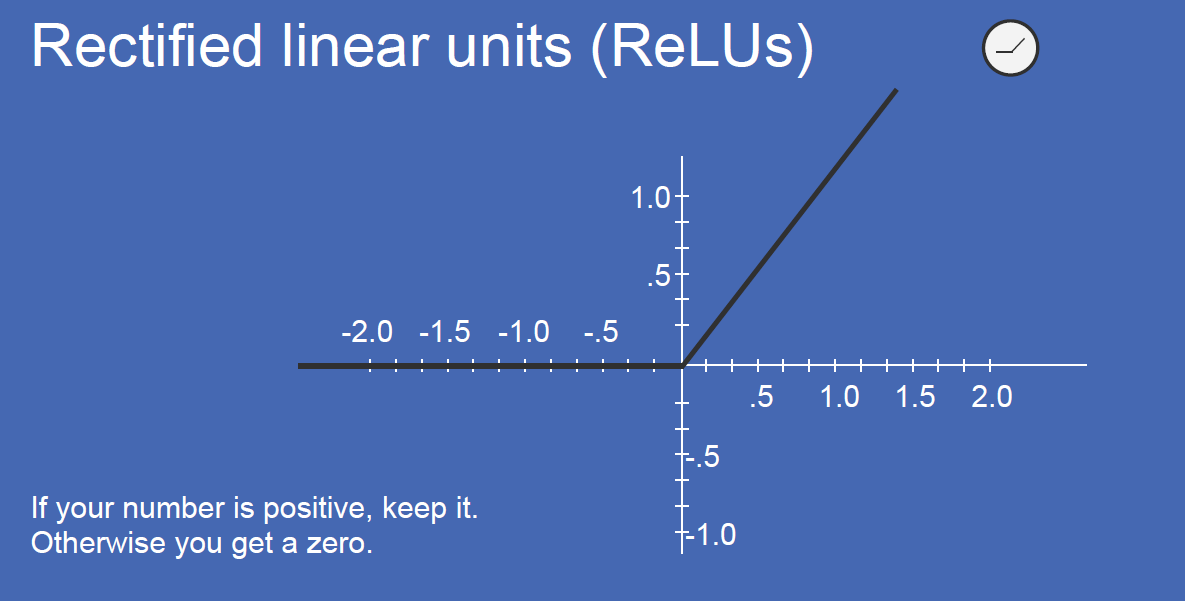 Rectified linear units (ReLUs)
1.0
.5
-2.0 -1.5 -1.0 -.5
.5 1.0 1.5 2.0
-.5
-1.0
If your number is positive, keep it.
Otherwise you get a zero.